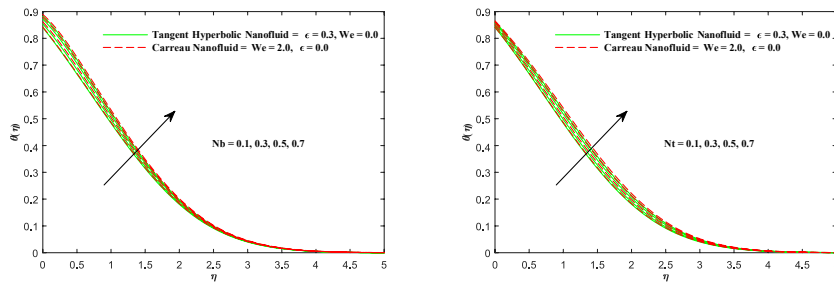 0.9
0.8
0.7
0.6
0.5
0.4
0.3
0.2
0.1
0
θ( η)
Tangent Hyperbolic Nanofluid = ϵ = 0.3, We = 0.0
Carreau Nanofluid = We = 2.0, ϵ = 0.0
Nb = 0.1, 0.3, 0.5, 0.7
0 0.5 1 1.5 2 2.5 3 3.5 4 4.5 5
η
0.9
0.8
0.7
0.6
0.5
0.4
0.3
0.2
0.1
0
θ( η)
Tangent Hyperbolic Nanofluid = ϵ = 0.3, We = 0.0
Carreau Nanofluid = We = 2.0, ϵ = 0.0
Nt = 0.1, 0.3, 0.5, 0.7
0 0.5 1 1.5 2 2.5 3 3.5 4 4.5
η